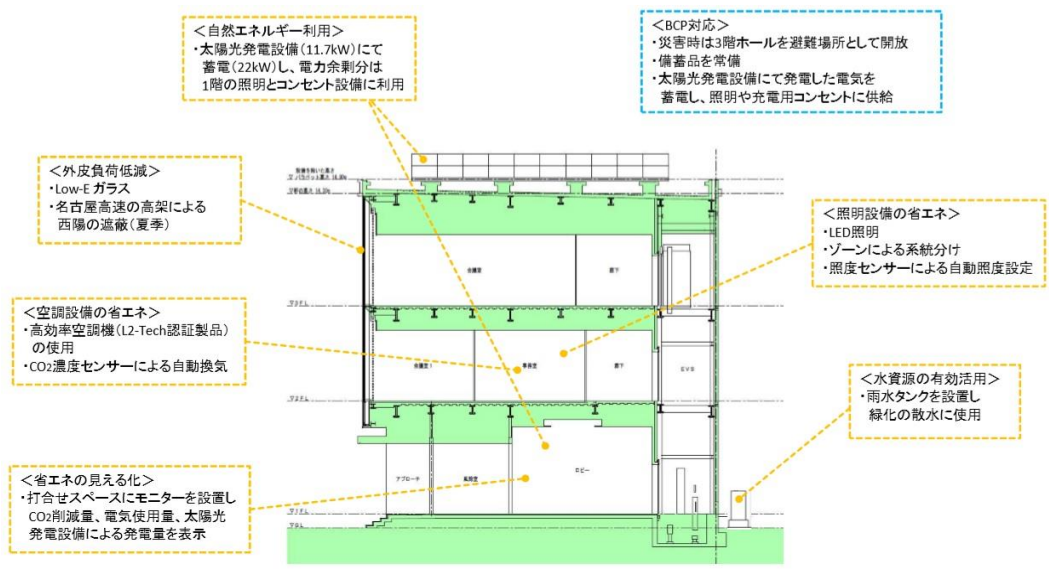 ＜自然エネルギー利用＞
・太陽光発電設備（11.7kW）にて
蓄電（22kW）し、電力余剰分は
1階の照明とコンセント設備に利用
＜BCP対応＞
・災害時は3階ホールを避難場所として開放
・備蓄品を常備
・太陽光発電設備にて発電した電気を
蓄電し、照明や充電用コンセントに供給
＜外皮負荷低減＞
・Low-E ガラス
・名古屋高速の高架による
西陽の遮蔽（夏季）
＜照明設備の省エネ＞
・LED照明
・ゾーンによる系統分け
・照度センサーによる自動照度設定
＜空調設備の省エネ＞
・高効率空調機（L2-Tech認証製品）
の使用
・CO2濃度センサーによる自動換気
＜水資源の有効活用＞
・雨水タンクを設置し
緑化の散水に使用
＜省エネの見える化＞
・打合せスペースにモニターを設置し
CO2削減量、電気使用量、太陽光
発電設備による発電量を表示
会議室
廊下
▽3FL
会議室1
事務室
廊下
EVS
▽2FL
アプローチ
風除室
ロビー
▽1FL
▽GL